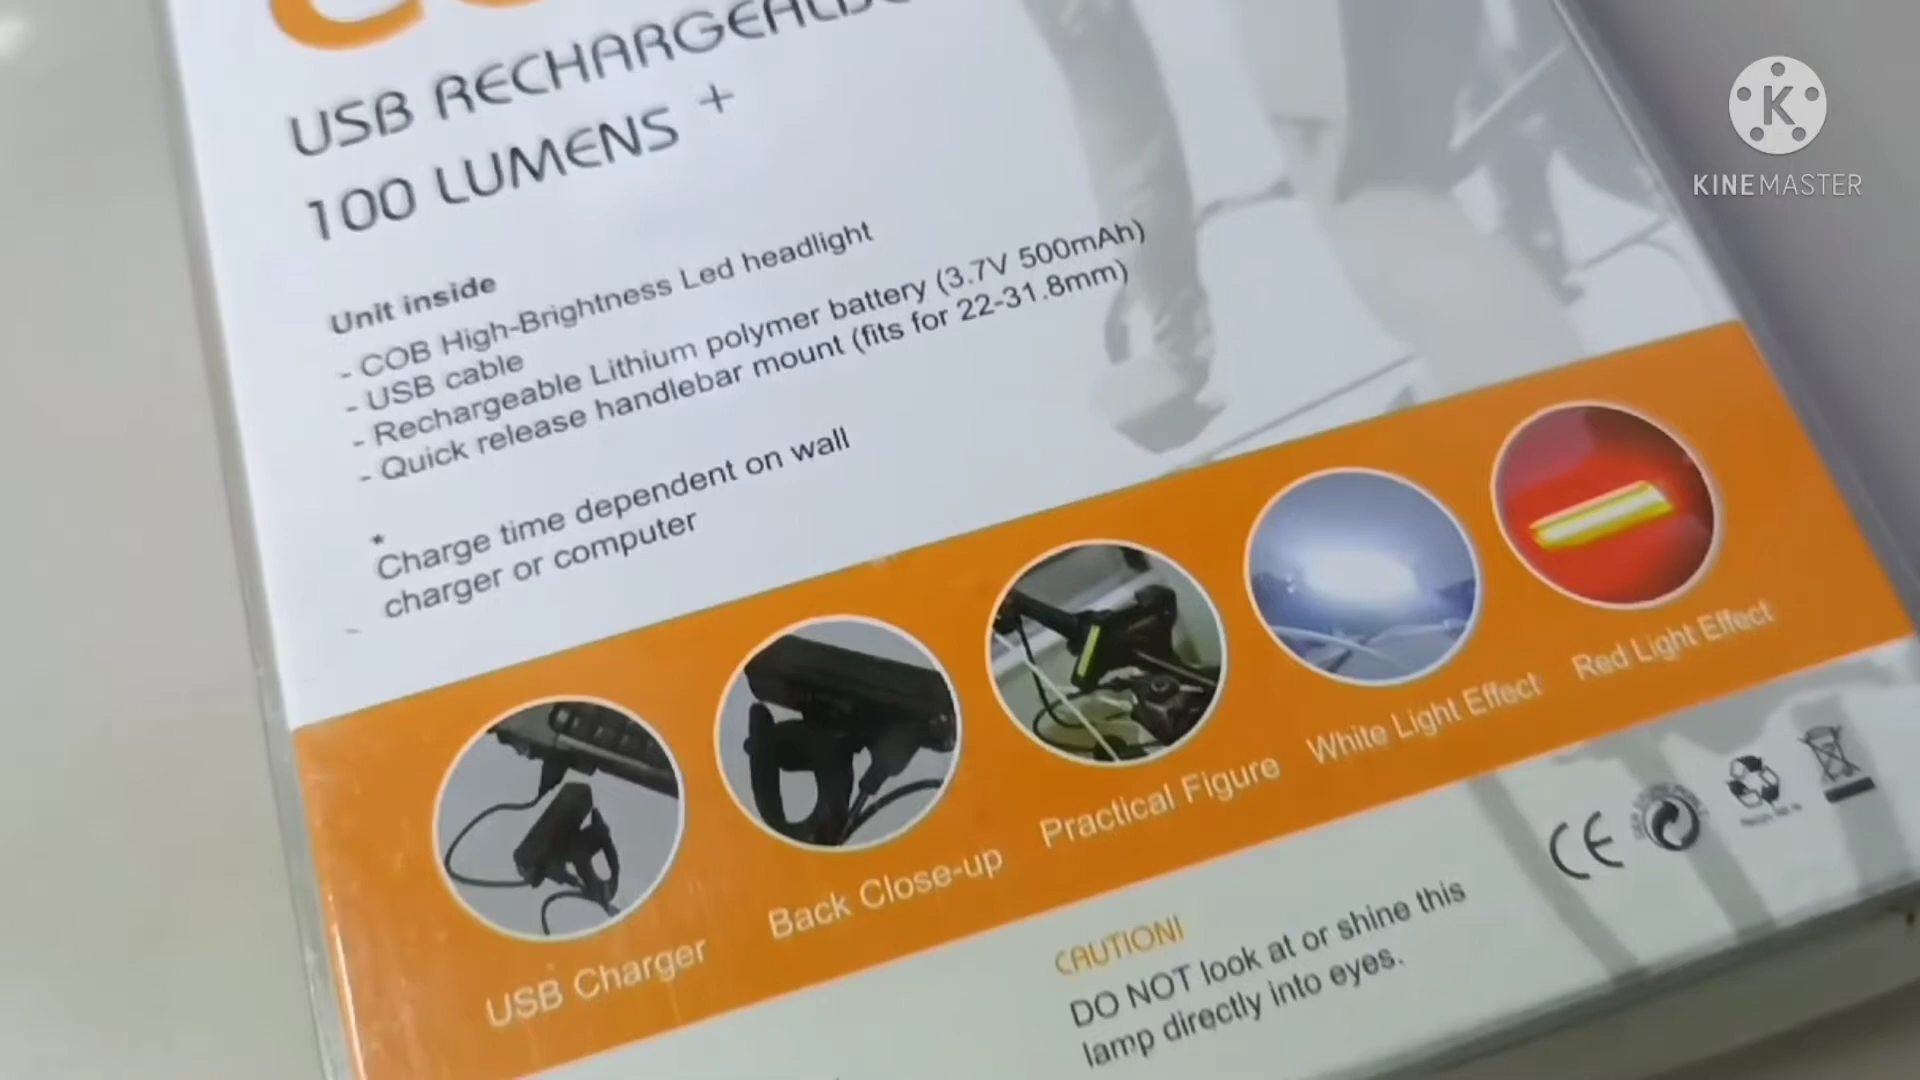 USB RECHARGEABLE
100 LUMENS +
Unit inside
- COB High-Brightness Led headlight
- USB cable
- Rechargeable Lithium polymer battery (3.7V 500mAh)
- Quick release handlebar mount (fits for 22-31.8mm)
*
Charge time dependent on wall
charger or computer
USB Charger
Back Close-up
Practical Figure
White Light Effect
Red Light Effect
CE
CAUTION!
DO NOT look at or shine this
lamp directly into eyes.
K
KINEMASTER